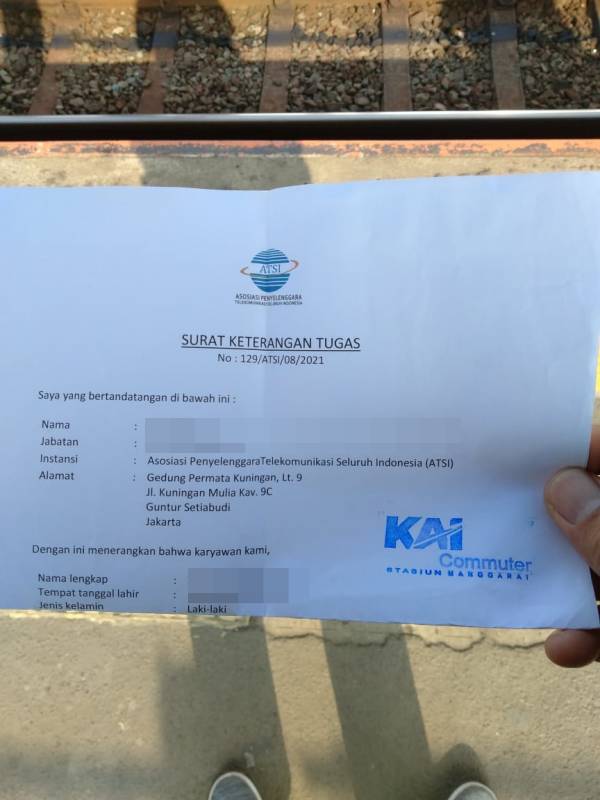 ATSI
ASOSIASI PENYELENGGARA
TELEKOMUNIKASI SELURUH INDONESIA
SURAT KETERANGAN TUGAS
No : 129/ATSI/08/2021
Saya yang bertandatangan di bawah ini :
Nama :
Jabatan :
Instansi : Asosiasi PenyelenggaraTelekomunikasi Seluruh Indonesia (ATSI)
Alamat : Gedung Permata Kuningan, Lt. 9
Jl. Kuningan Mulia Kav. 9C
Guntur Setiabudi
Jakarta
KAI
Commuter
STASIUN MANGGARAI
Dengan ini menerangkan bahwa karyawan kami,
Nama lengkap :
Tempat tanggal lahir :
Jenis kelamin : Laki-laki